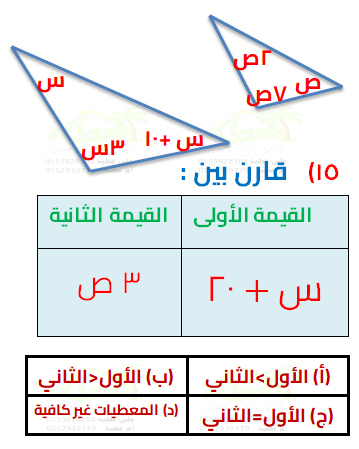 ٢ص
ص
٧ص
س
س +١٠
٣س
١٥) قارن بين :
القيمة الأولى القيمة الثانية
س + ٢٠ ٣ ص
(أ) الأول>الثاني (ب) الأول<الثاني
(ج) الأول=الثاني (د) المعطيات غير كافية